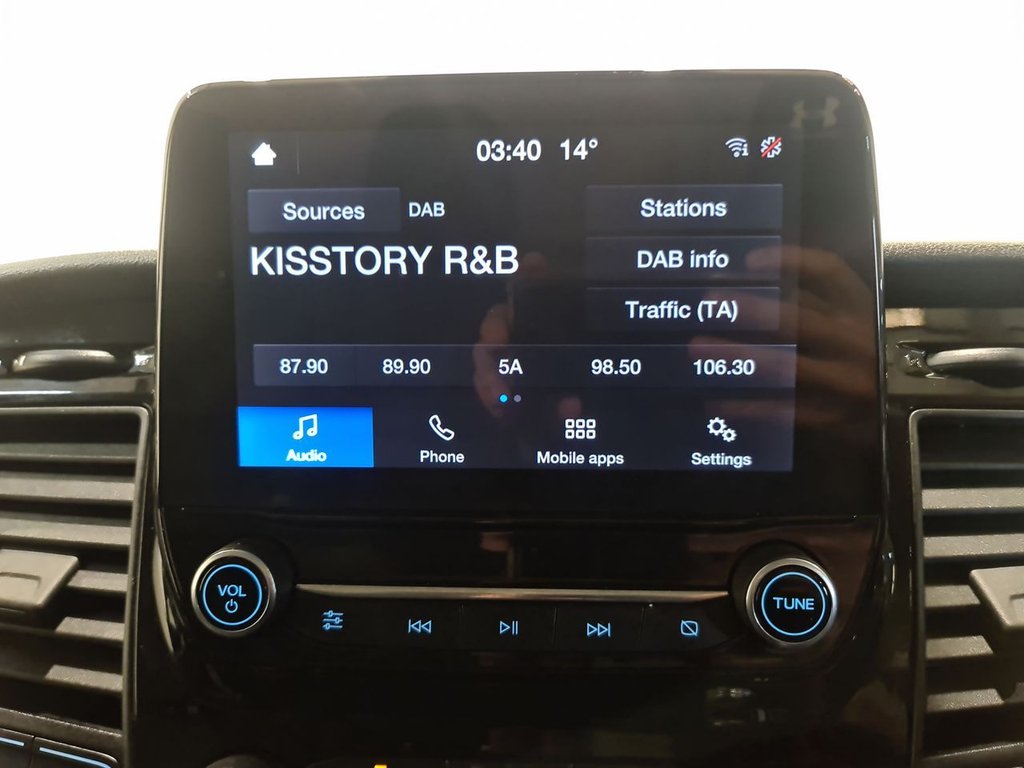 03:40 14°
Sources DAB Stations
KISSTORY R&B DAB info
Traffic (TA)
87.90 89.90 5A 98.50 106.30
Audio Phone Mobile apps Settings
VOL TUNE